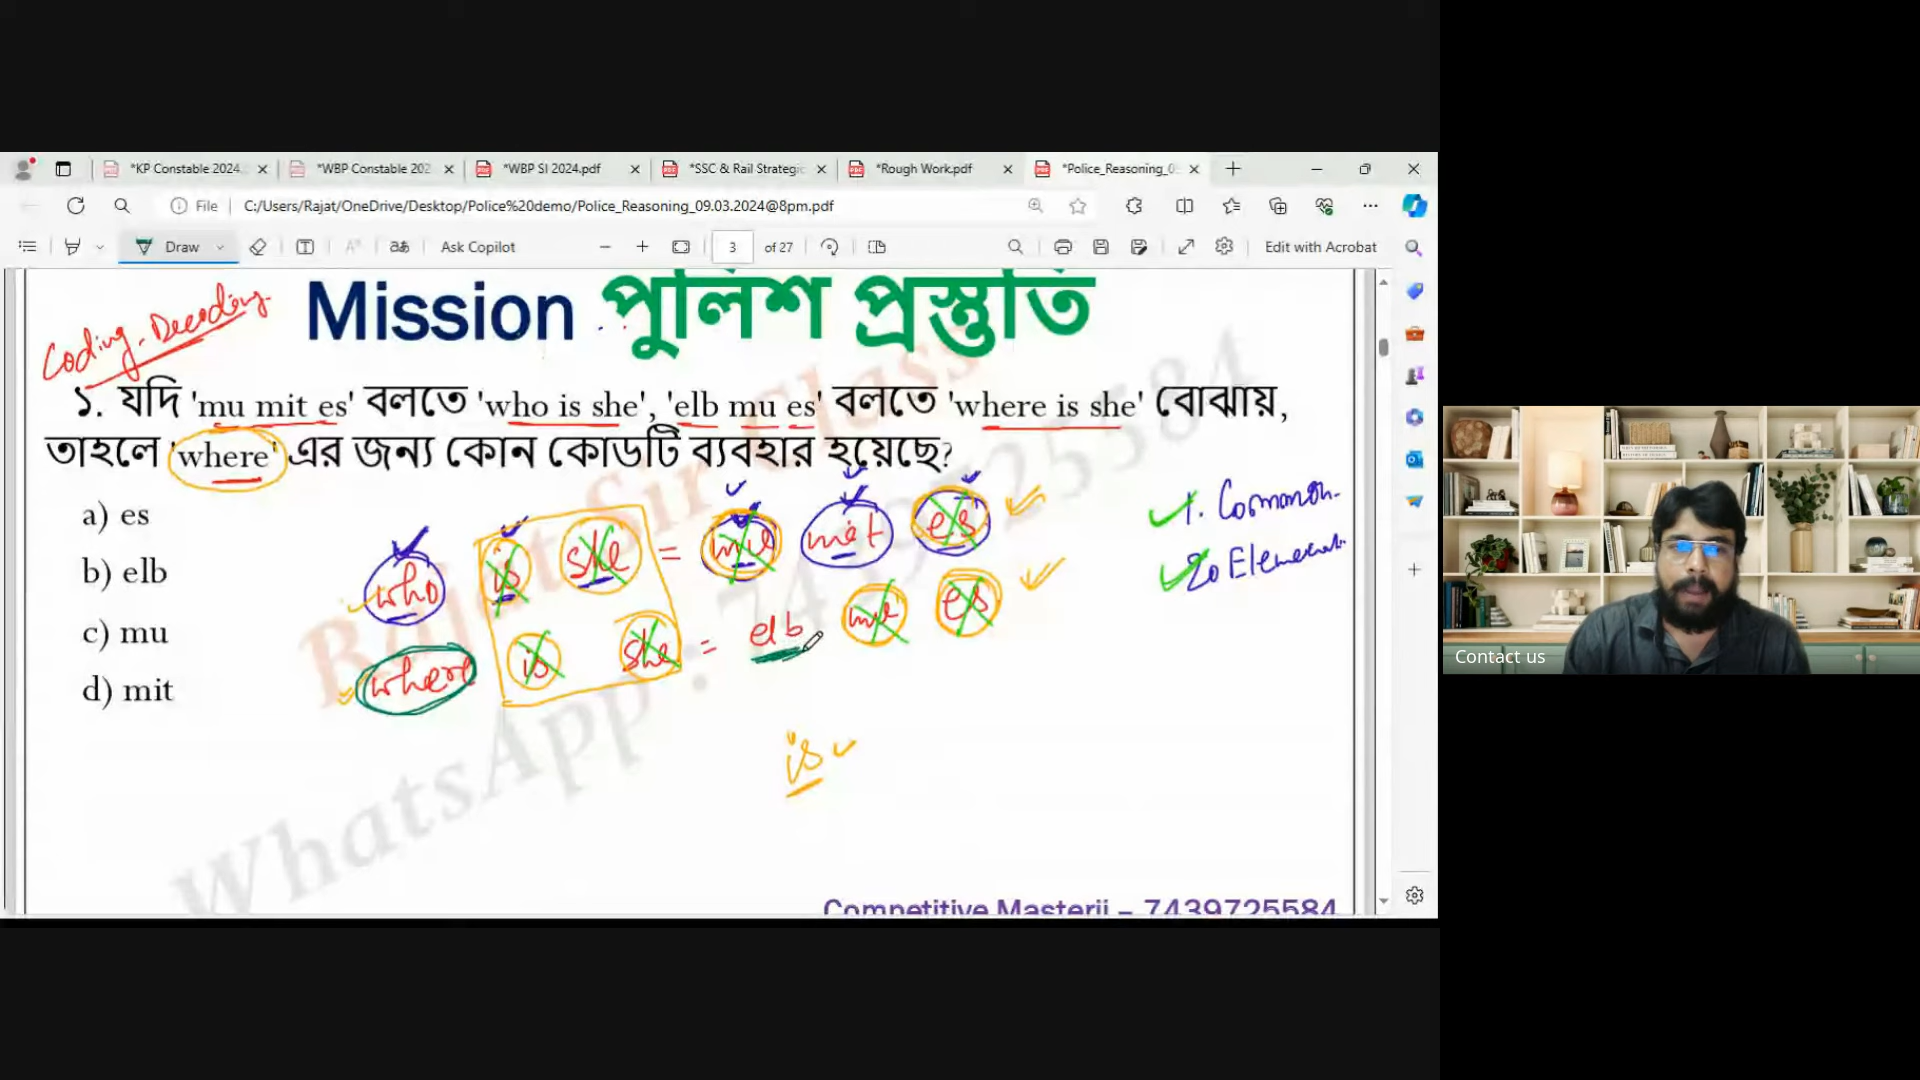 *KP Constable 2024. *WBP Constable 202 *WBP SI 2024.pdf *SSC & Rail Strategic *Rough Work.pdf *Police_Reasoning_0
File C:/Users/Rajat/OneDrive/Desktop/Police%20demo/Police_Reasoning_09.03.2024@8pm.pdf
Draw Ask Copilot 3 of 27 Edit with Acrobat
Coding-Decoding
Mission পুলিশ প্রস্তুতি
১. যদি 'mu mit es' বলতে 'who is she', 'elb mu es' বলতে 'where is she' বোঝায়,
তাহলে 'where' এর জন্য কোন কোডটি ব্যবহার হয়েছে?
a) es
b) elb
c) mu
d) mit
who is she = mu mit es
where is she = elb mu es
is
1. Common
2.
WhatsApp : 7439725584
Competitive Masterji – 7439725584
Contact us